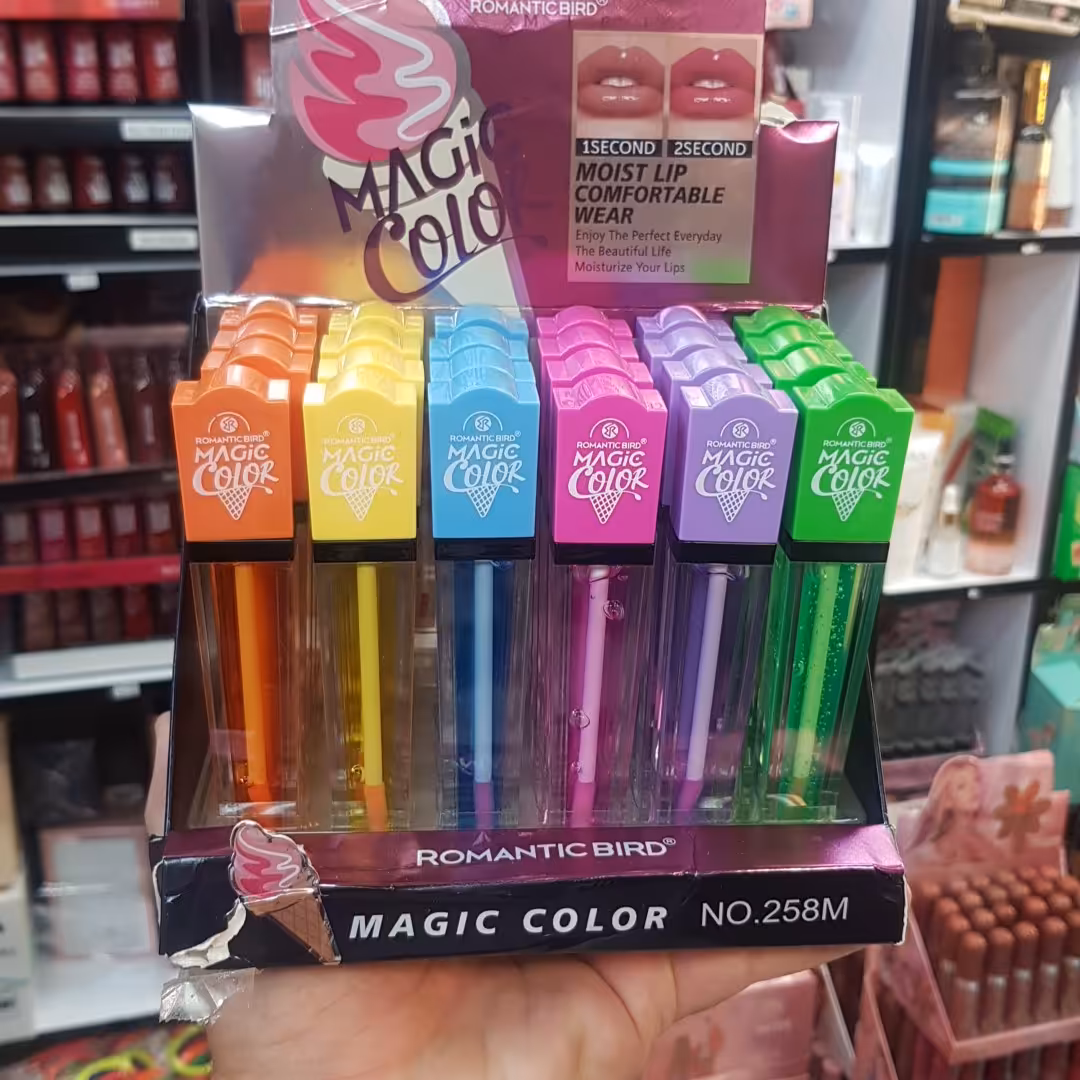 ROMANTIC BIRD®
MAGIC
COLOR
1SECOND 2SECOND
MOIST LIP
COMFORTABLE
WEAR
Enjoy The Perfect Everyday
The Beautiful Life
Moisturize Your Lips
ROMANTIC BIRD®
MAGIC
COLOR
ROMANTIC BIRD®
MAGIC
COLOR
ROMANTIC BIRD®
MAGIC
COLOR
ROMANTIC BIRD®
MAGIC
COLOR
ROMANTIC BIRD®
MAGIC
COLOR
ROMANTIC BIRD®
MAGIC
COLOR
ROMANTIC BIRD®
MAGIC COLOR NO.258M